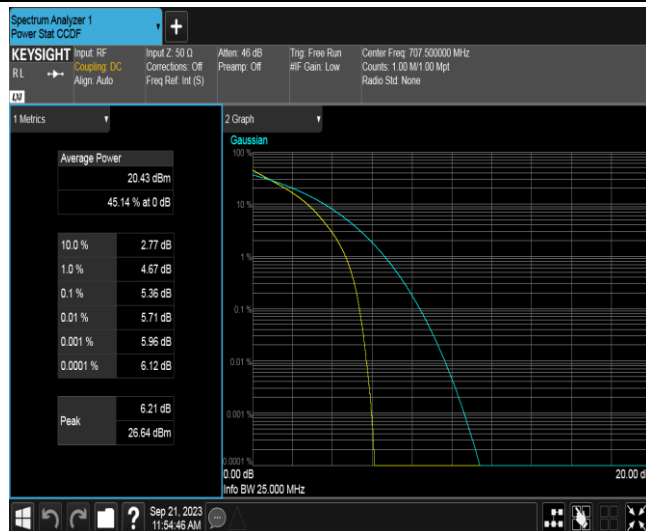 Spectrum Analyzer 1
Power Stat CCDF
+
KEYSIGHT
RL
Input: RF
Coupling: DC
Align: Auto
Input Z: 50 Ω
Corrections: Off
Freq Ref: Int (S)
Atten: 46 dB
Preamp: Off
Trig: Free Run
#IF Gain: Low
Center Freq: 707.500000 MHz
Counts: 1.00 M/1.00 Mpt
Radio Std: None
1 Metrics
Average Power
20.43 dBm
45.14 % at 0 dB
10.0 % 2.77 dB
1.0 % 4.67 dB
0.1 % 5.36 dB
0.01 % 5.71 dB
0.001 % 5.96 dB
0.0001 % 6.12 dB
Peak
6.21 dB
26.64 dBm
2 Graph
Gaussian
100 %
10 %
1 %
0.1 %
0.01 %
0.001 %
0.0001 %
0.00 dB
20.00 d
Info BW 25.000 MHz
?
Sep 21, 2023
11:54:46 AM